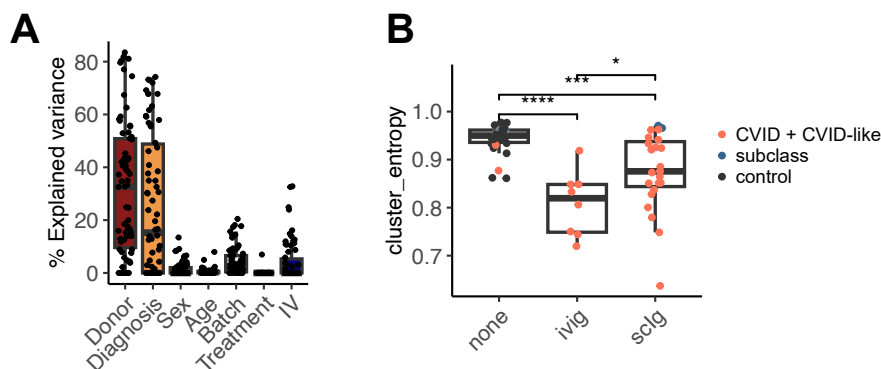 A
% Explained variance
80
60
40
20
0
Donor
Diagnosis
Sex
Age
Batch
Treatment
IV
B
cluster_entropy
1.0
0.9
0.8
0.7
*
***
****
none
ivig
scIg
CVID + CVID-like
subclass
control